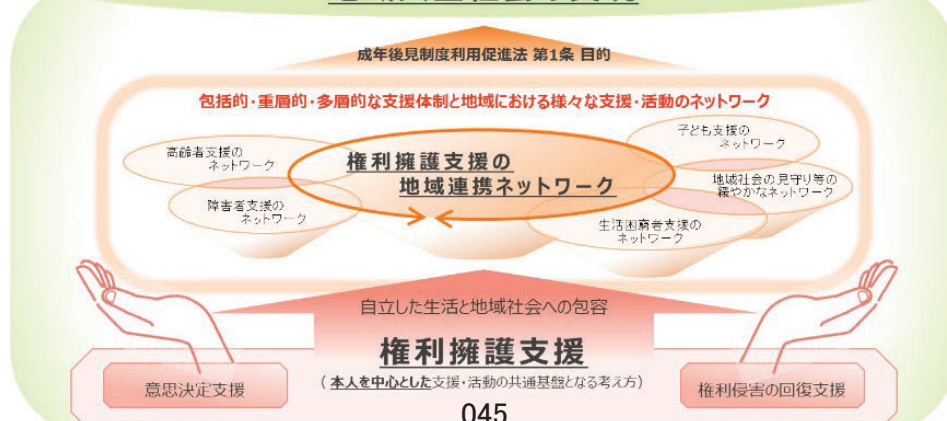 成年後見制度利用促進法 第1条 目的
包括的・重層的・多層的な支援体制と地域における様々な支援・活動のネットワーク
高齢者支援の
ネットワーク
障害者支援の
ネットワーク
権利擁護支援の
地域連携ネットワーク
子ども支援の
ネットワーク
地域社会の見守り等の
緩やかなネットワーク
生活困窮者支援の
ネットワーク
自立した生活と地域社会への包容
権利擁護支援
（本人を中心とした支援・活動の共通基盤となる考え方）
意思決定支援
権利侵害の回復支援
045